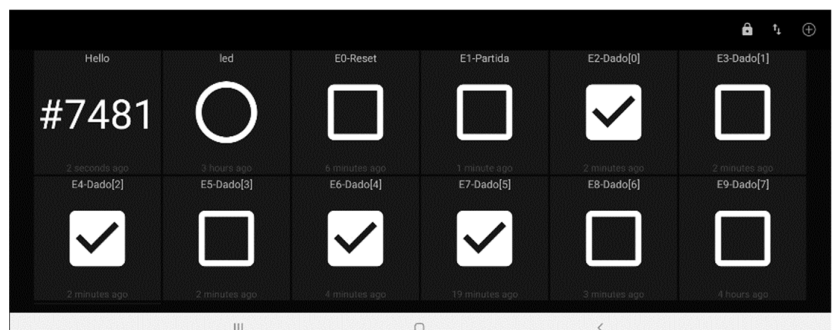 Hello
led
E0-Reset
E1-Partida
E2-Dado[0]
E3-Dado[1]
#7481
2 seconds ago
3 hours ago
6 minutes ago
1 minute ago
2 minutes ago
2 minutes ago
E4-Dado[2]
E5-Dado[3]
E6-Dado[4]
E7-Dado[5]
E8-Dado[6]
E9-Dado[7]
2 minutes ago
2 minutes ago
4 minutes ago
19 minutes ago
3 minutes ago
4 hours ago